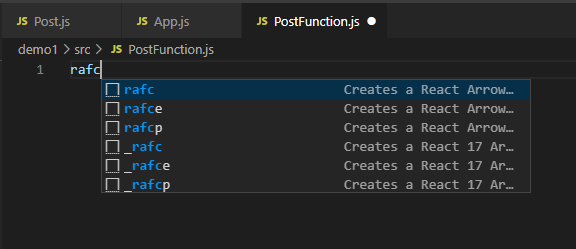 JS Post.js JS App.js JS PostFunction.js
demo1 > src > JS PostFunction.js
1 rafc
rafc Creates a React Arrow…
rafce Creates a React Arrow…
rafcp Creates a React Arrow…
_rafc Creates a React 17 Ar…
_rafce Creates a React 17 Ar…
_rafcp Creates a React 17 Ar…